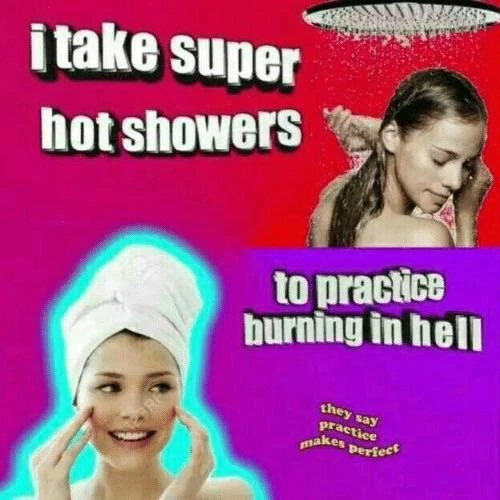 i take super
hot showers
to practice
burning in hell
they say
practice
makes perfect